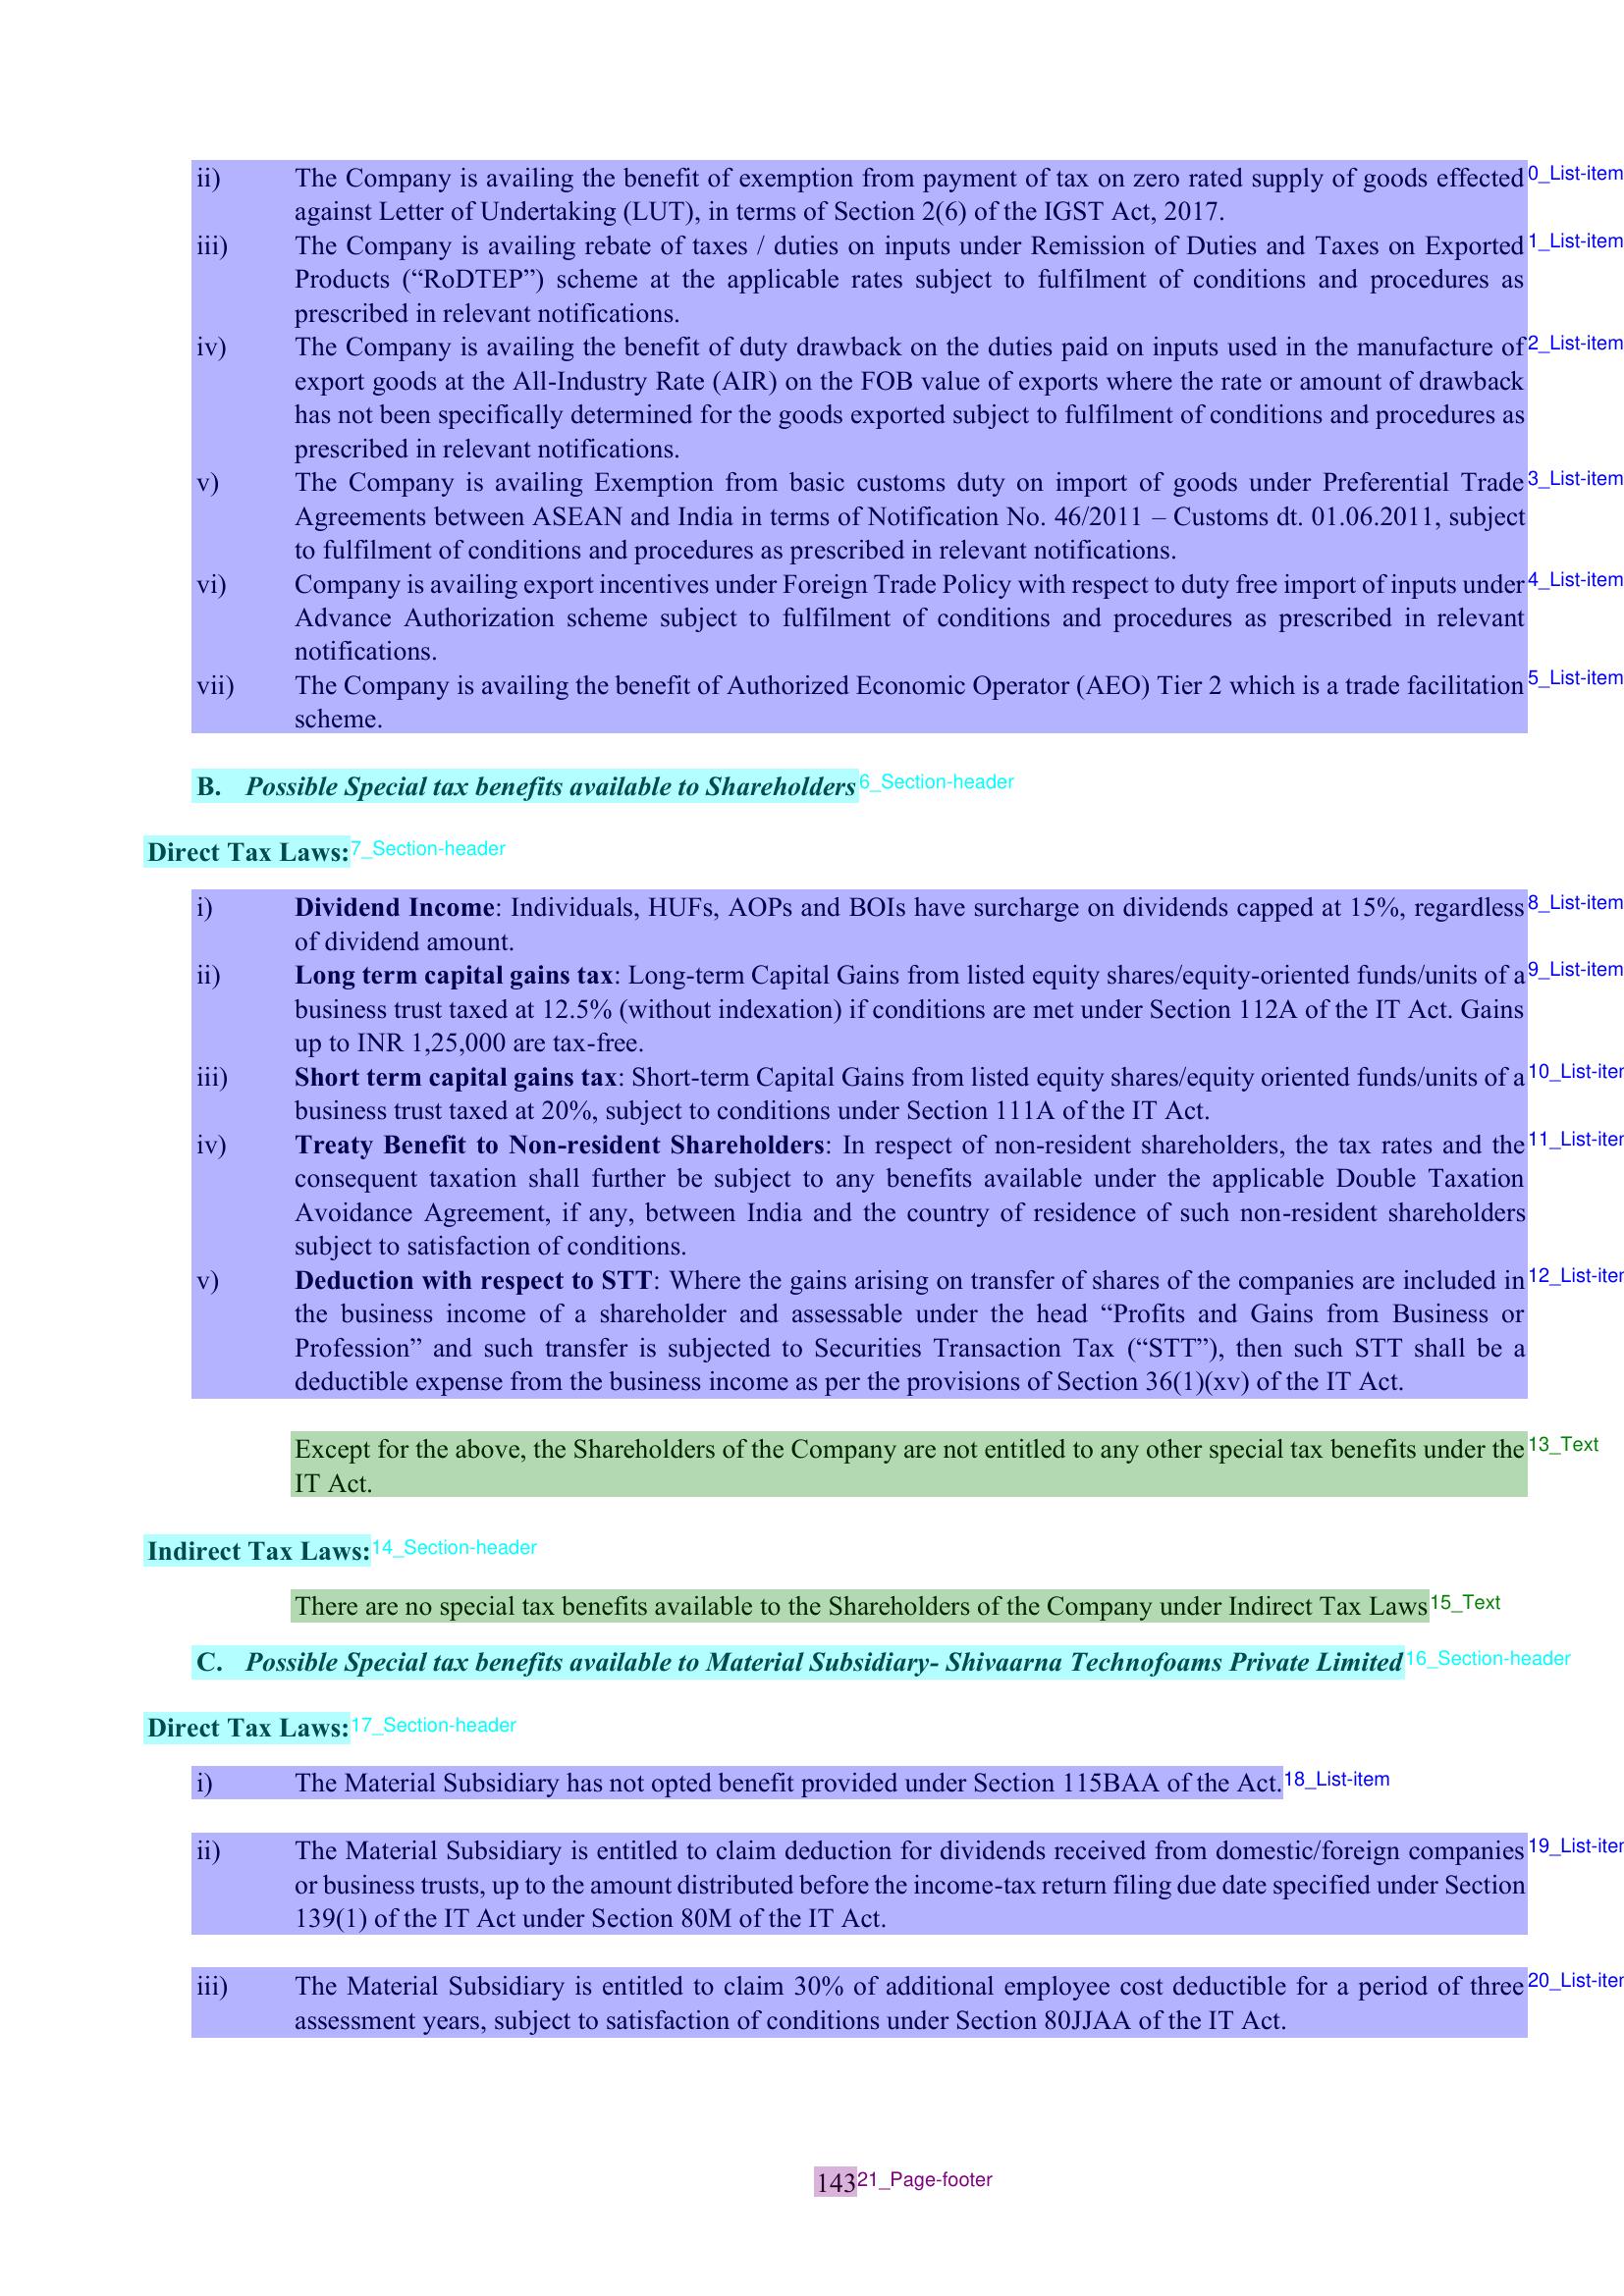 ii) The Company is availing the benefit of exemption from payment of tax on zero rated supply of goods effected 0_List-item
against Letter of Undertaking (LUT), in terms of Section 2(6) of the IGST Act, 2017.
iii) The Company is availing rebate of taxes / duties on inputs under Remission of Duties and Taxes on Exported 1_List-item
Products (“RoDTEP”) scheme at the applicable rates subject to fulfilment of conditions and procedures as
prescribed in relevant notifications.
iv) The Company is availing the benefit of duty drawback on the duties paid on inputs used in the manufacture of 2_List-item
export goods at the All-Industry Rate (AIR) on the FOB value of exports where the rate or amount of drawback
has not been specifically determined for the goods exported subject to fulfilment of conditions and procedures as
prescribed in relevant notifications.
v) The Company is availing Exemption from basic customs duty on import of goods under Preferential Trade 3_List-item
Agreements between ASEAN and India in terms of Notification No. 46/2011 – Customs dt. 01.06.2011, subject
to fulfilment of conditions and procedures as prescribed in relevant notifications.
vi) Company is availing export incentives under Foreign Trade Policy with respect to duty free import of inputs under 4_List-item
Advance Authorization scheme subject to fulfilment of conditions and procedures as prescribed in relevant
notifications.
vii) The Company is availing the benefit of Authorized Economic Operator (AEO) Tier 2 which is a trade facilitation 5_List-item
scheme.
B. Possible Special tax benefits available to Shareholders 6_Section-header
Direct Tax Laws: 7_Section-header
i) Dividend Income: Individuals, HUFs, AOPs and BOIs have surcharge on dividends capped at 15%, regardless 8_List-item
of dividend amount.
ii) Long term capital gains tax: Long-term Capital Gains from listed equity shares/equity-oriented funds/units of a 9_List-item
business trust taxed at 12.5% (without indexation) if conditions are met under Section 112A of the IT Act. Gains
up to INR 1,25,000 are tax-free.
iii) Short term capital gains tax: Short-term Capital Gains from listed equity shares/equity oriented funds/units of a 10_List-iter
business trust taxed at 20%, subject to conditions under Section 111A of the IT Act.
iv) Treaty Benefit to Non-resident Shareholders: In respect of non-resident shareholders, the tax rates and the 11_List-iter
consequent taxation shall further be subject to any benefits available under the applicable Double Taxation
Avoidance Agreement, if any, between India and the country of residence of such non-resident shareholders
subject to satisfaction of conditions.
v) Deduction with respect to STT: Where the gains arising on transfer of shares of the companies are included in 12_List-iter
the business income of a shareholder and assessable under the head “Profits and Gains from Business or
Profession” and such transfer is subjected to Securities Transaction Tax (“STT”), then such STT shall be a
deductible expense from the business income as per the provisions of Section 36(1)(xv) of the IT Act.
Except for the above, the Shareholders of the Company are not entitled to any other special tax benefits under the 13_Text
IT Act.
Indirect Tax Laws: 14_Section-header
There are no special tax benefits available to the Shareholders of the Company under Indirect Tax Laws 15_Text
C. Possible Special tax benefits available to Material Subsidiary- Shivaarna Technofoams Private Limited 16_Section-header
Direct Tax Laws: 17_Section-header
i) The Material Subsidiary has not opted benefit provided under Section 115BAA of the Act. 18_List-item
ii) The Material Subsidiary is entitled to claim deduction for dividends received from domestic/foreign companies 19_List-iter
or business trusts, up to the amount distributed before the income-tax return filing due date specified under Section
139(1) of the IT Act under Section 80M of the IT Act.
iii) The Material Subsidiary is entitled to claim 30% of additional employee cost deductible for a period of three 20_List-iter
assessment years, subject to satisfaction of conditions under Section 80JJAA of the IT Act.
143 21_Page-footer